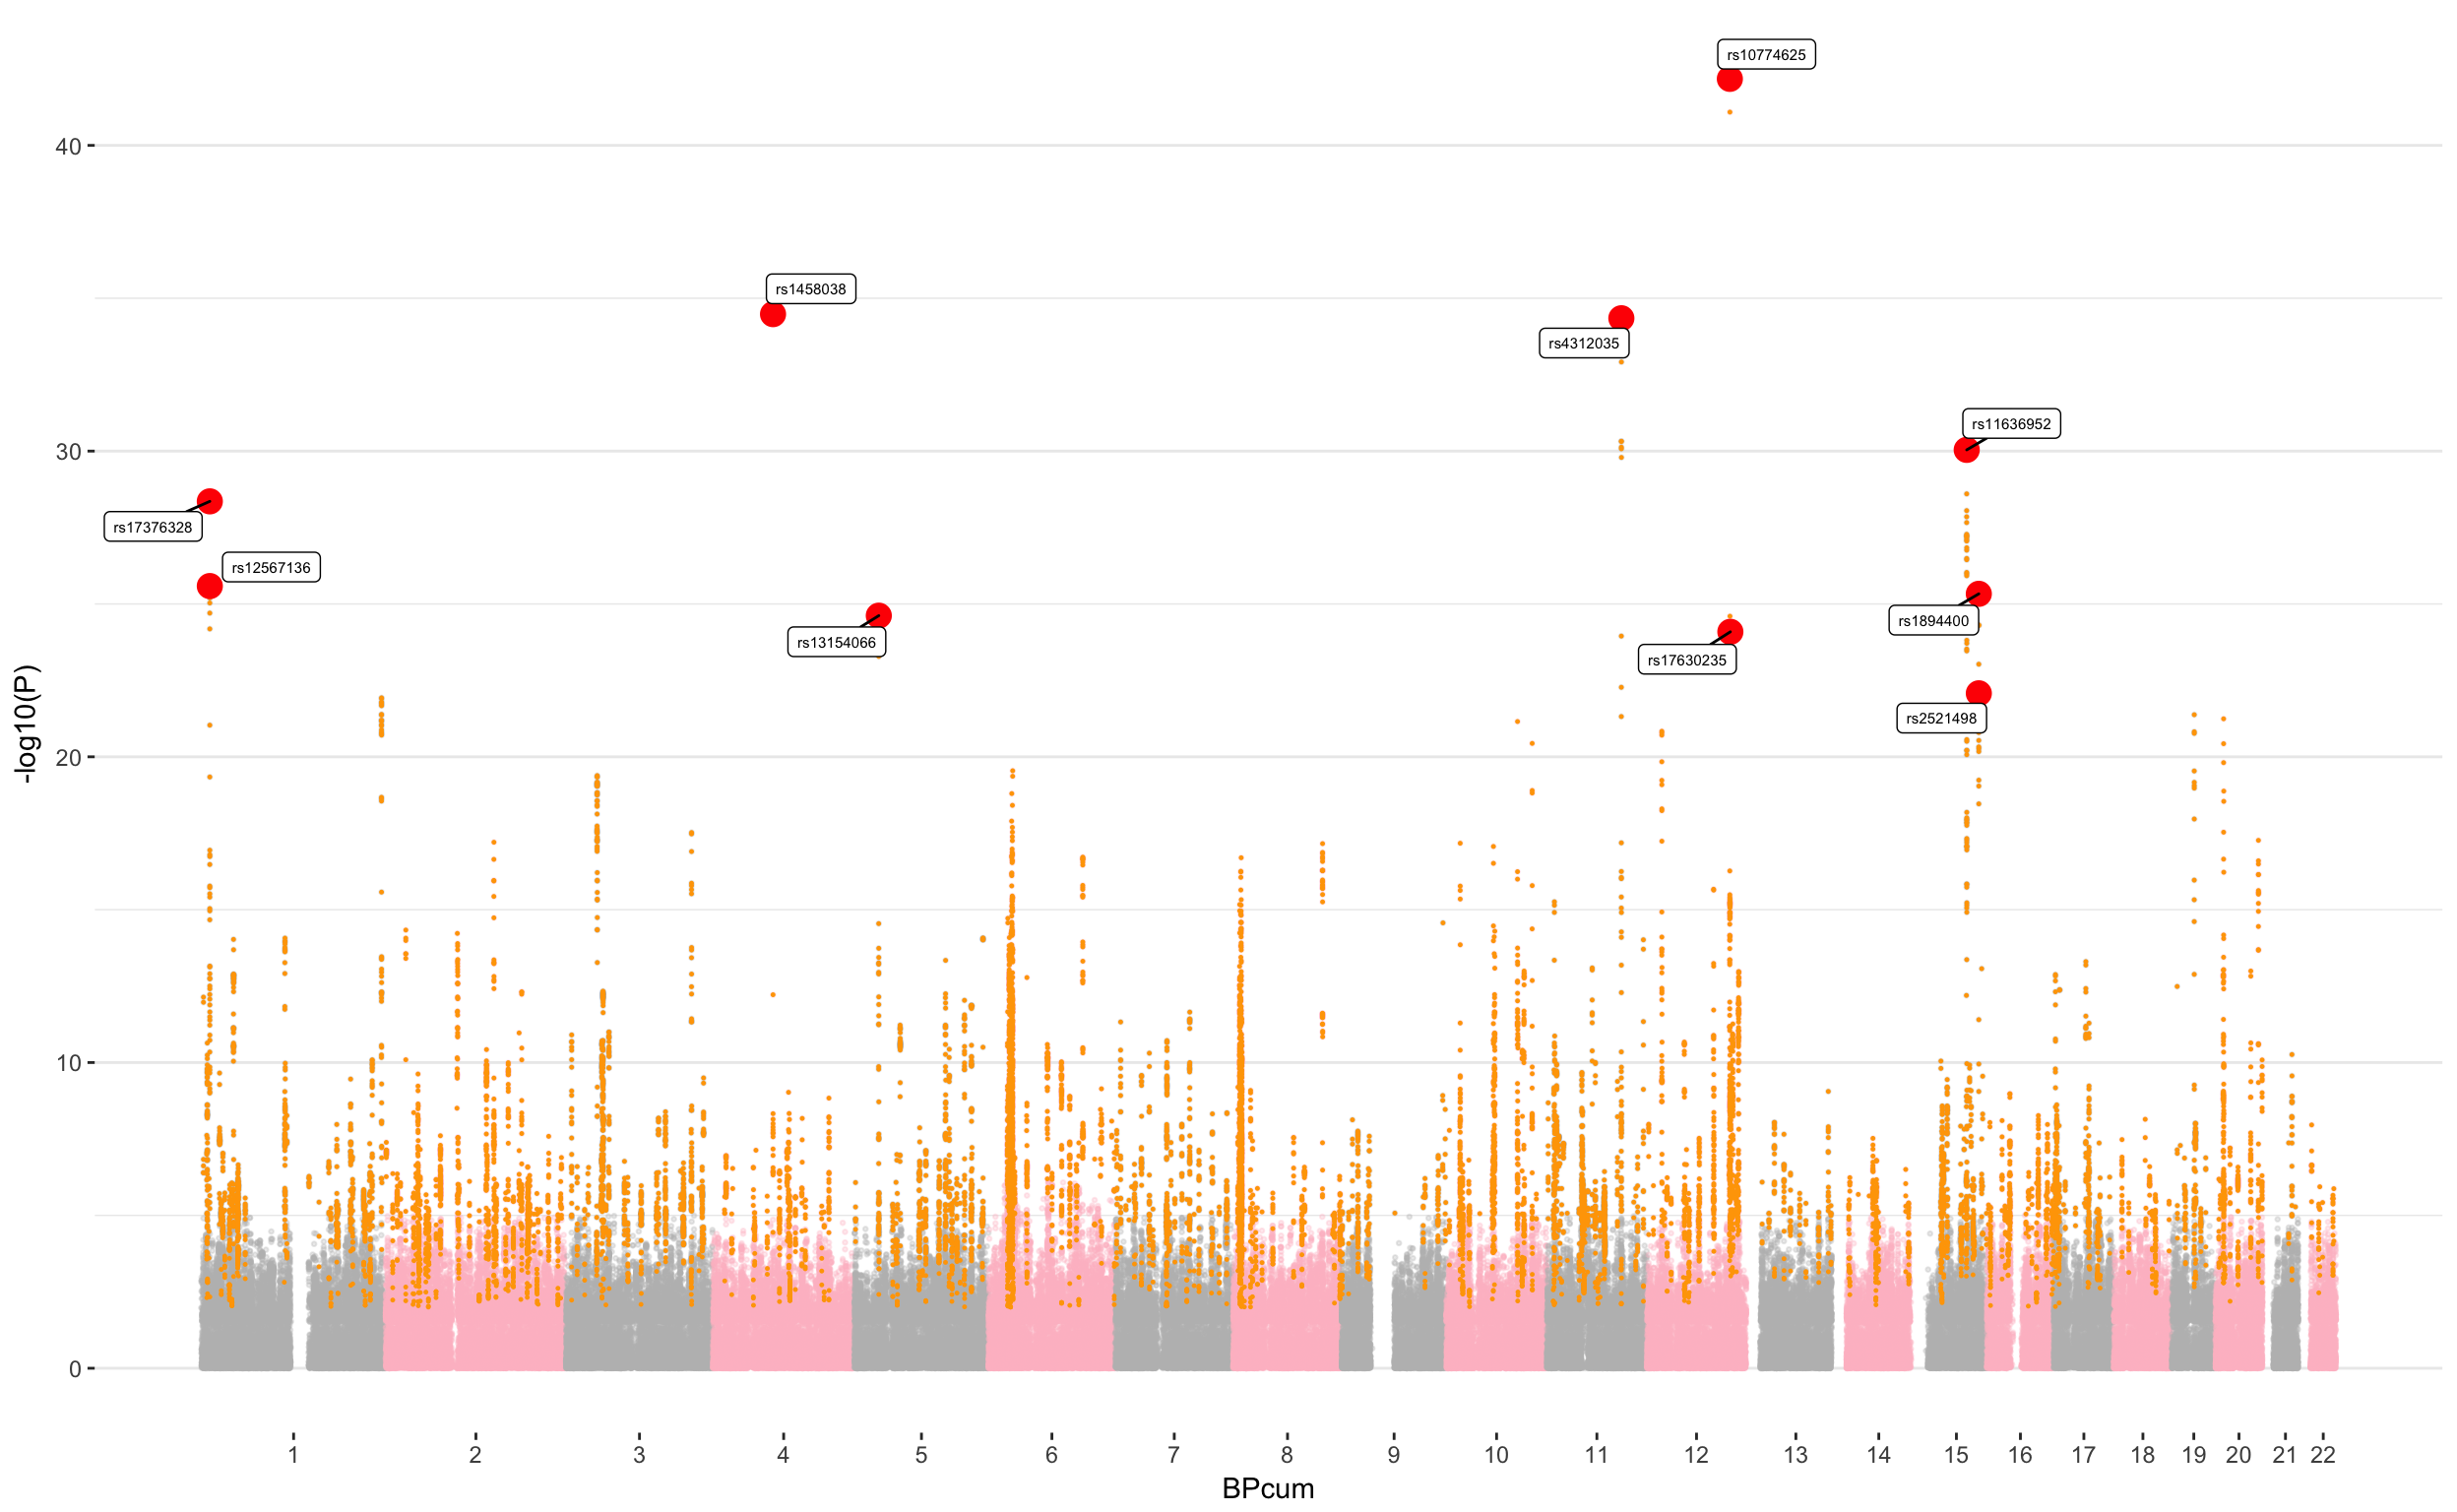 rs10774625
40
rs1458038
rs4312035
rs11636952
30
rs17376328
rs12567136
rs1894400
rs13154066
rs17630235
rs2521498
20
-log10(P)
10
0
1 2 3 4 5 6 7 8 9 10 11 12 13 14 15 16 17 18 19 20 21 22
BPcum